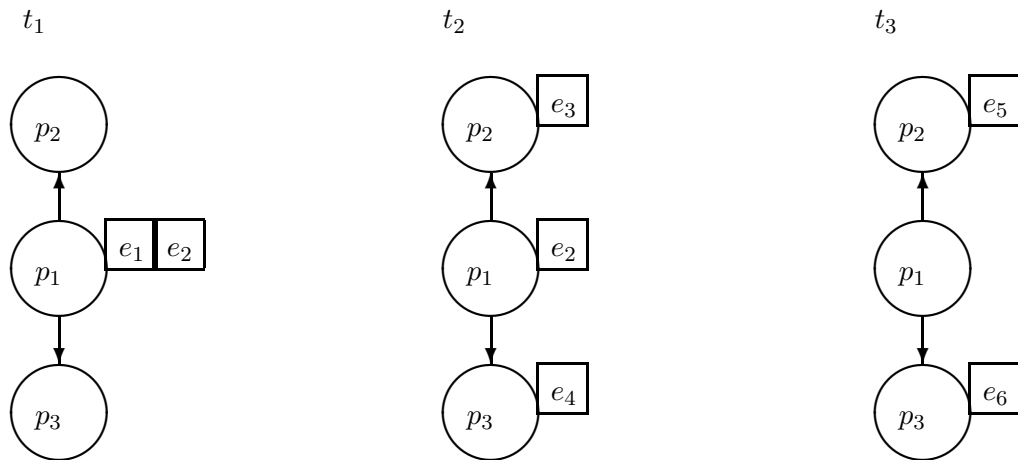 t₁ t₂ t₃
p₂ p₂ e₃ p₂ e₅
p₁ e₁ e₂ p₁ e₂ p₁
p₃ p₃ e₄ p₃ e₆